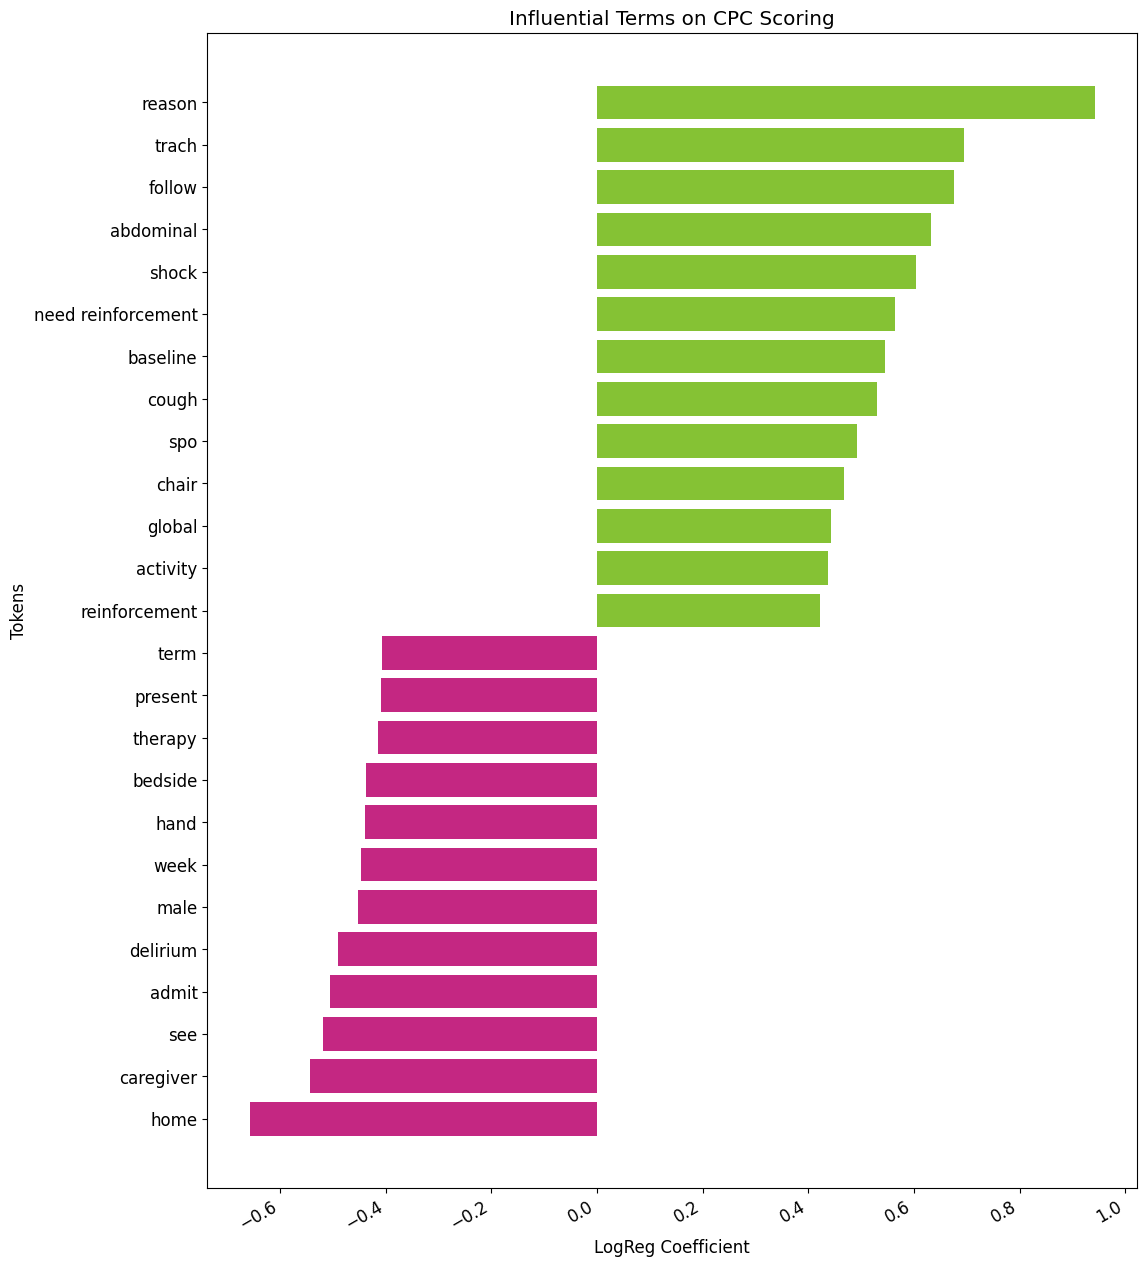 Influential Terms on CPC Scoring
reason
trach
follow
abdominal
shock
need reinforcement
baseline
cough
spo
chair
global
activity
reinforcement
term
present
therapy
bedside
hand
week
male
delirium
admit
see
caregiver
home
Tokens
−0.6 −0.4 −0.2 0.0 0.2 0.4 0.6 0.8 1.0
LogReg Coefficient